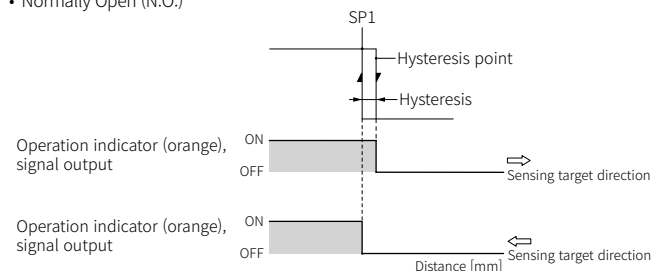 • Normally Open (N.O.)
SP1
Hysteresis point
Hysteresis
Operation indicator (orange),
signal output
ON
OFF
Sensing target direction
Operation indicator (orange),
signal output
ON
OFF
Sensing target direction
Distance [mm]